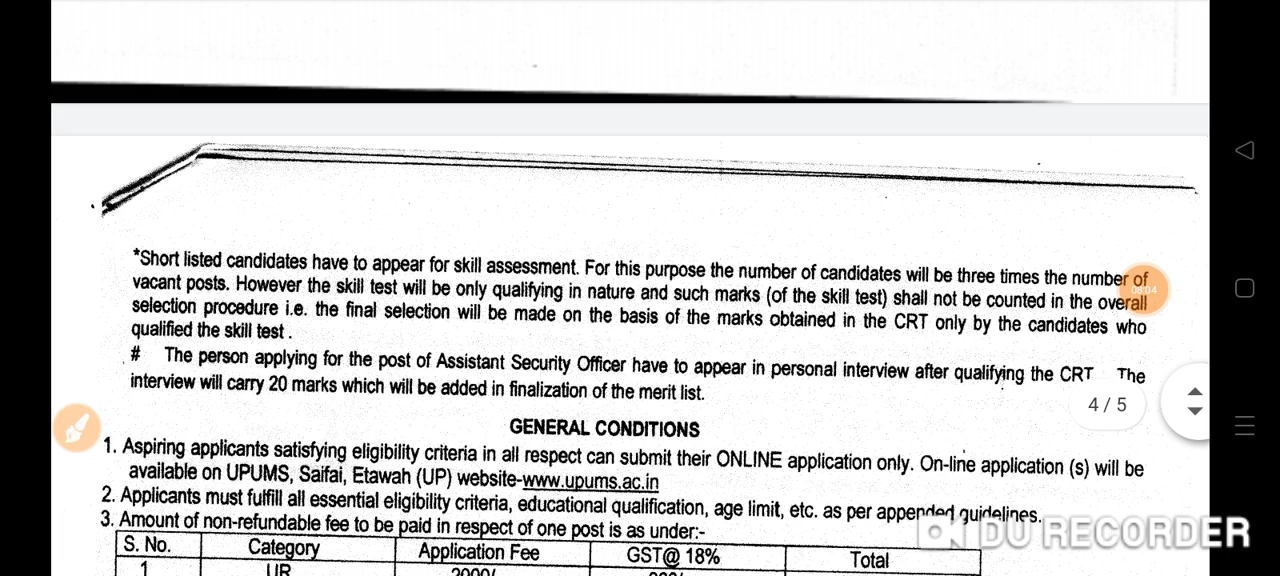 *Short listed candidates have to appear for skill assessment. For this purpose the number of candidates will be three times the number of
vacant posts. However the skill test will be only qualifying in nature and such marks (of the skill test) shall not be counted in the overall
selection procedure i.e. the final selection will be made on the basis of the marks obtained in the CRT only by the candidates who
qualified the skill test .
# The person applying for the post of Assistant Security Officer have to appear in personal interview after qualifying the CRT The
interview will carry 20 marks which will be added in finalization of the merit list.
GENERAL CONDITIONS
1. Aspiring applicants satisfying eligibility criteria in all respect can submit their ONLINE application only. On-line application (s) will be
available on UPUMS, Saifai, Etawah (UP) website-www.upums.ac.in
2. Applicants must fulfill all essential eligibility criteria, educational qualification, age limit, etc. as per appended guidelines.
3. Amount of non-refundable fee to be paid in respect of one post is as under:-
S. No. Category Application Fee GST@ 18% Total
1 UR
06:04
4 / 5
DU RECORDER